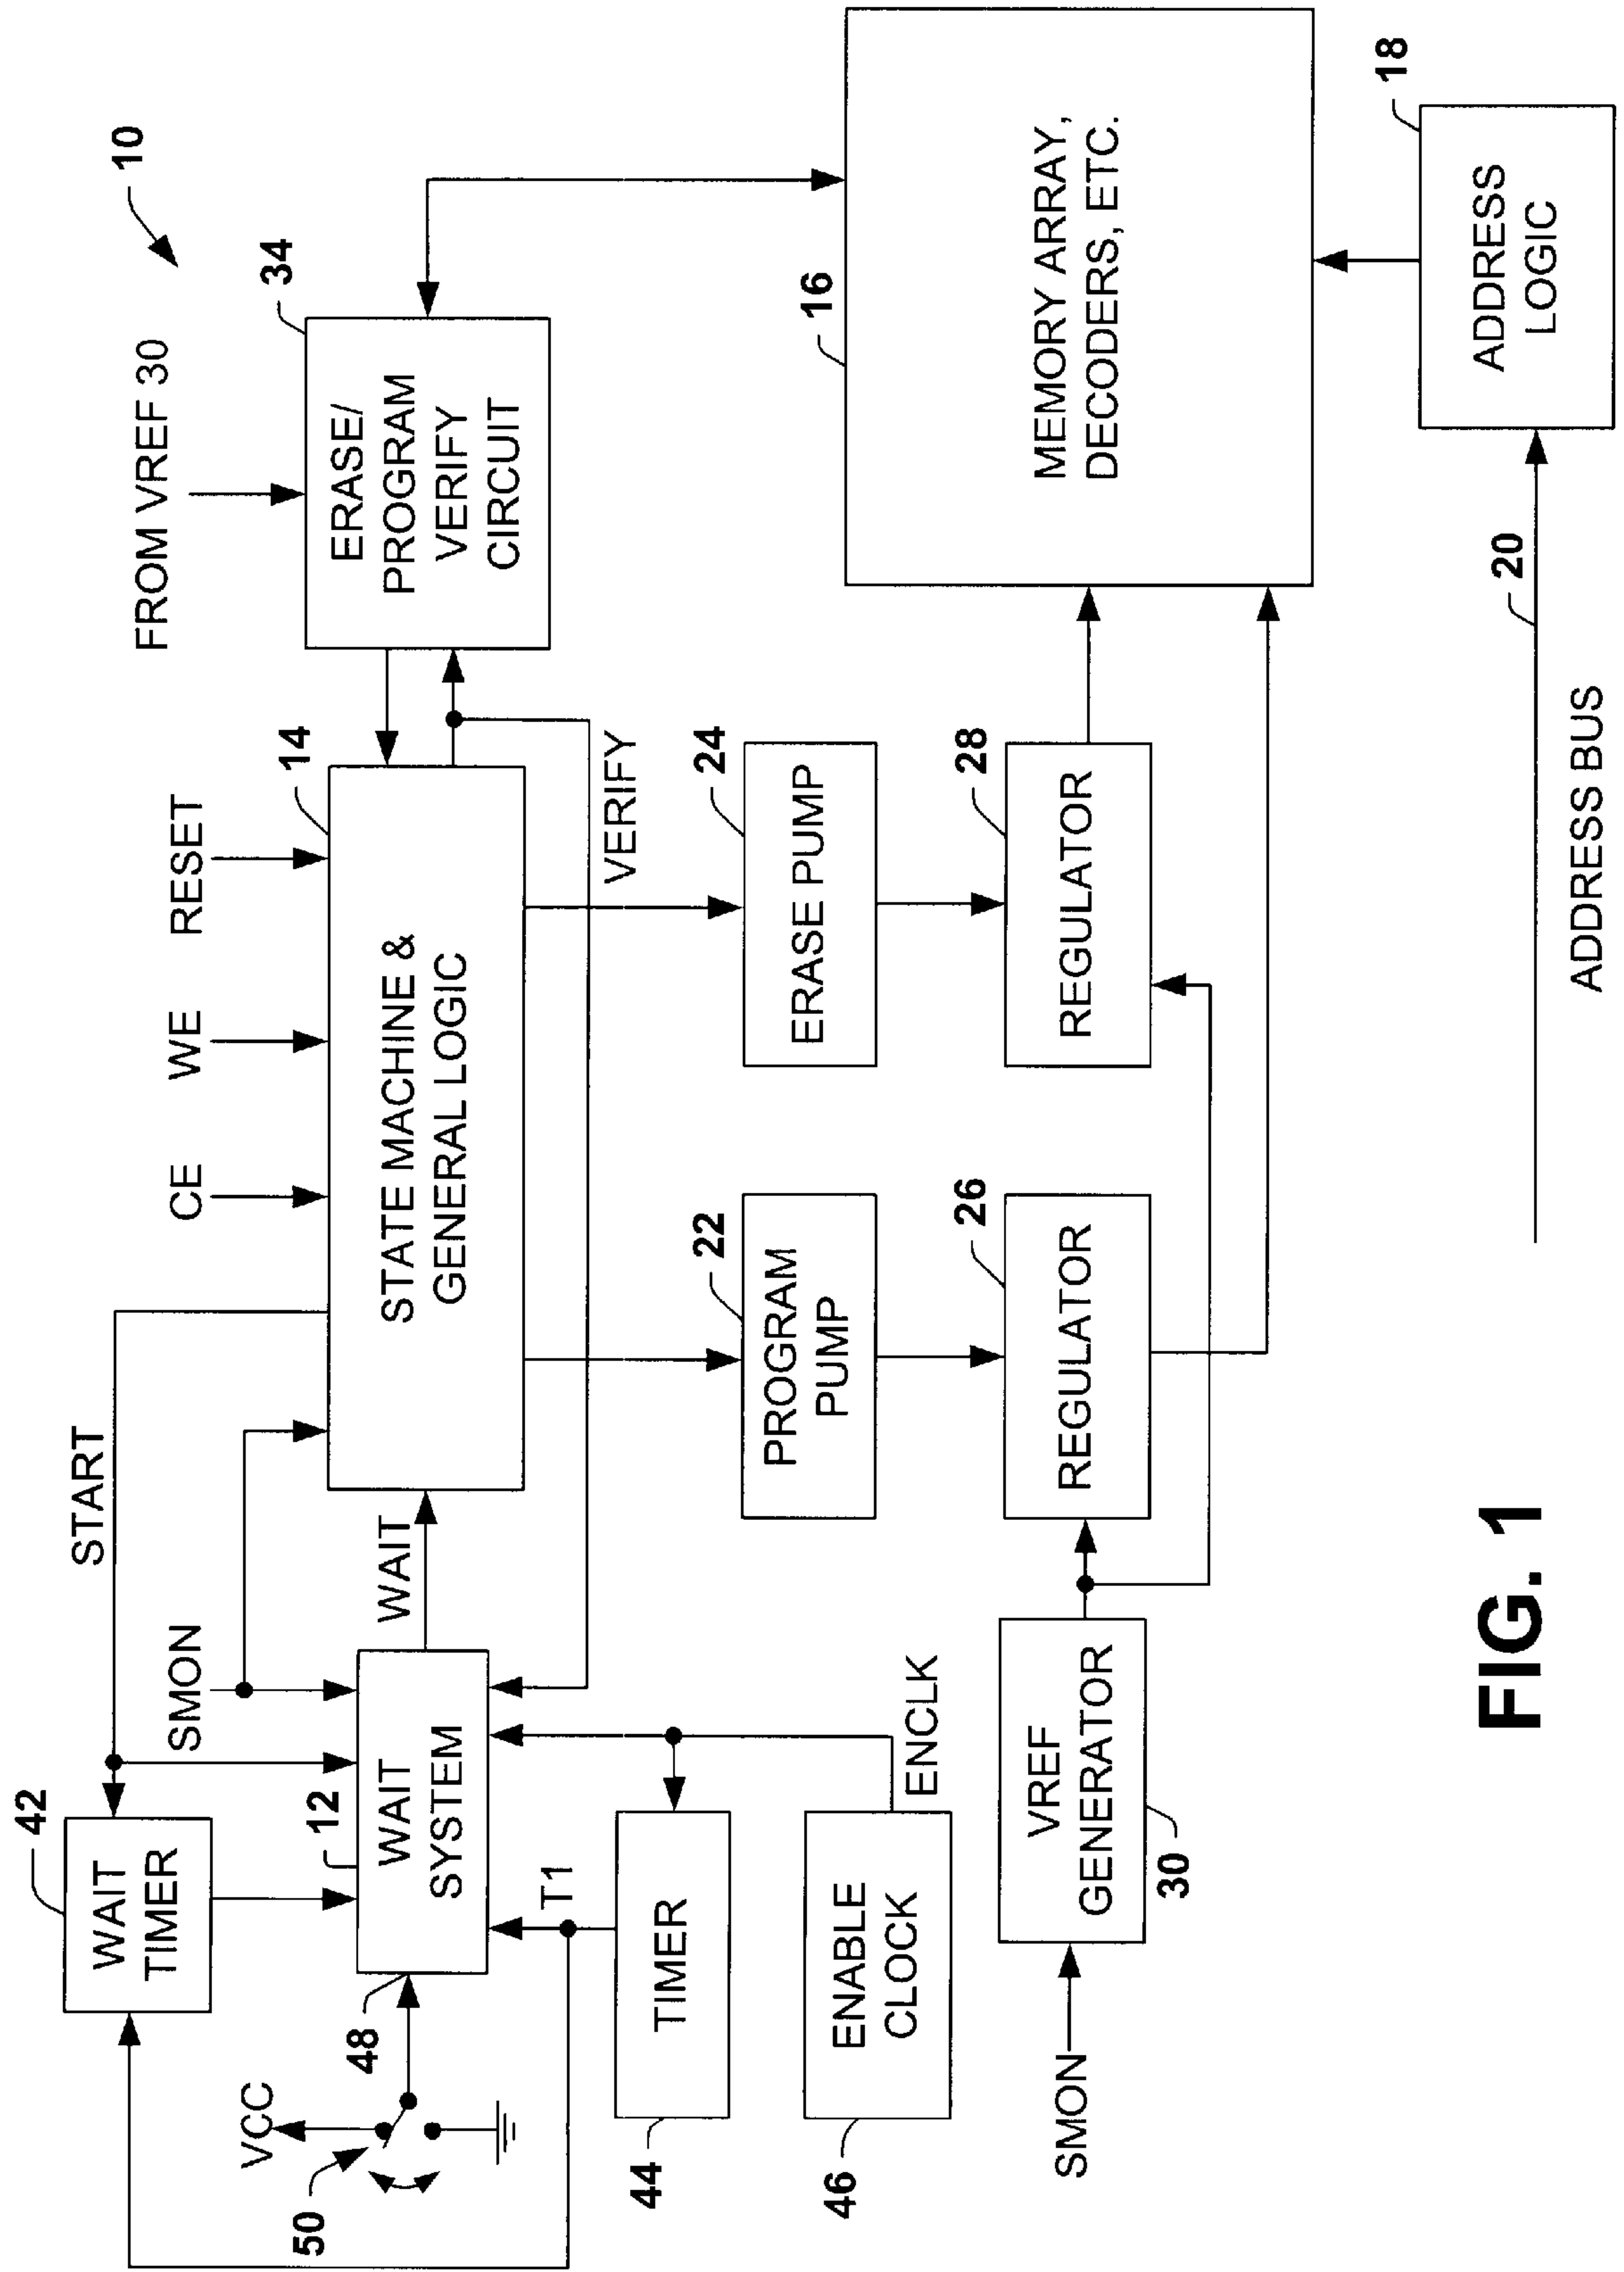 10
START
42
WAIT
TIMER
SMON
CE
WE
RESET
FROM VREF 30
VCC
50
48
12
WAIT
SYSTEM
WAIT
14
STATE MACHINE &
GENERAL LOGIC
34
ERASE/
PROGRAM
VERIFY
CIRCUIT
T1
VERIFY
44
TIMER
46
ENABLE
CLOCK
ENCLK
22
PROGRAM
PUMP
24
ERASE PUMP
16
MEMORY ARRAY,
DECODERS, ETC.
SMON
VREF
GENERATOR
30
26
REGULATOR
28
REGULATOR
18
ADDRESS
LOGIC
20
ADDRESS BUS
FIG. 1